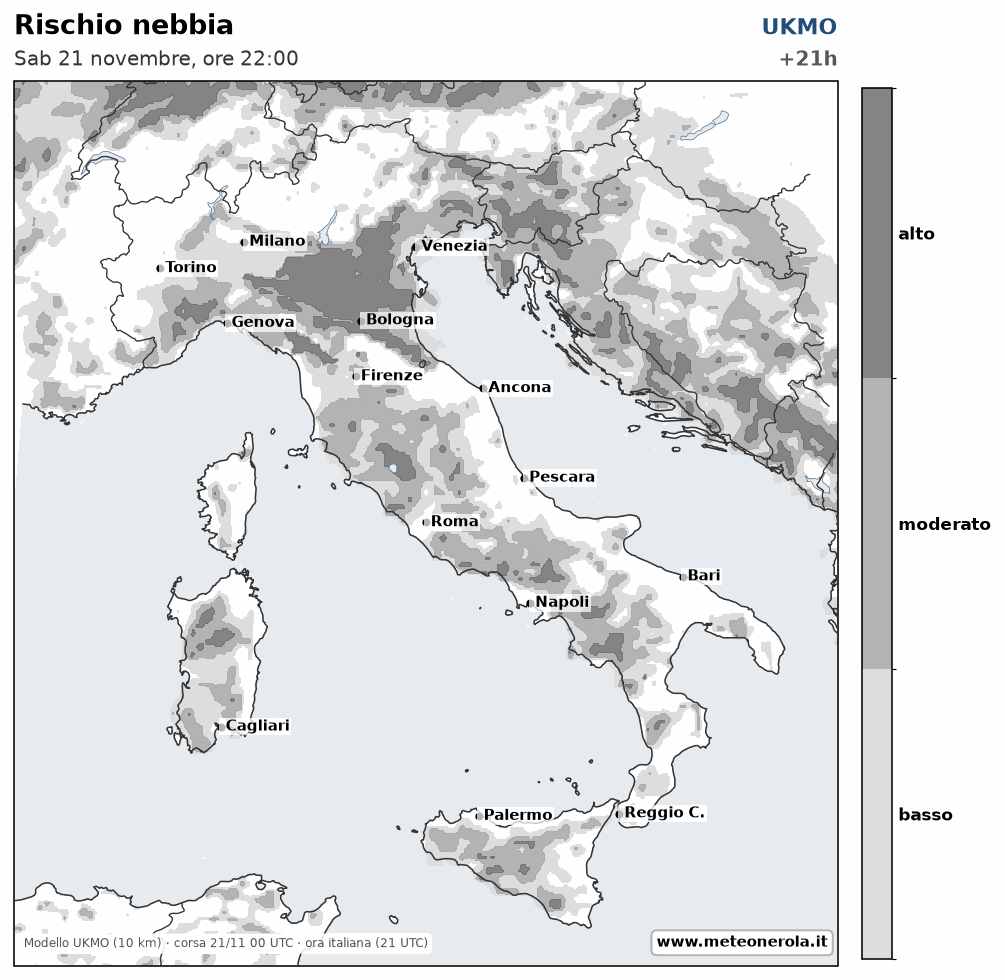 Rischio nebbia
UKMO
Sab 21 novembre, ore 22:00
+21h
alto
Milano
Venezia
Torino
Genova
Bologna
Firenze
Ancona
Pescara
Roma
moderato
Bari
Napoli
Cagliari
Palermo
Reggio C.
basso
Modello UKMO (10 km) · corsa 21/11 00 UTC · ora italiana (21 UTC)
www.meteonerola.it